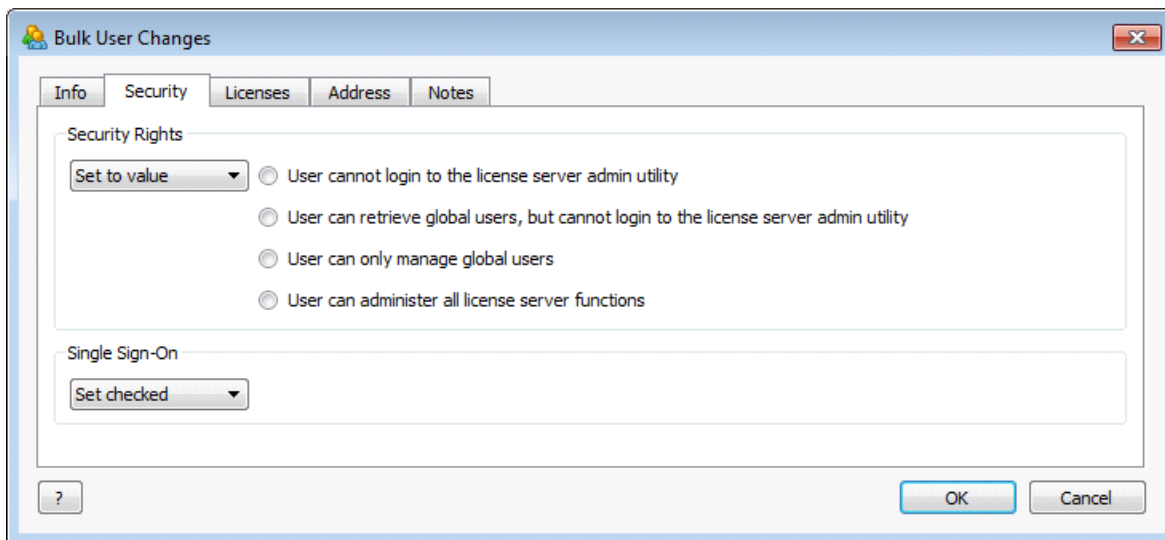 Bulk User Changes
Info Security Licenses Address Notes
Security Rights
Set to value User cannot login to the license server admin utility
User can retrieve global users, but cannot login to the license server admin utility
User can only manage global users
User can administer all license server functions
Single Sign-On
Set checked
? OK Cancel